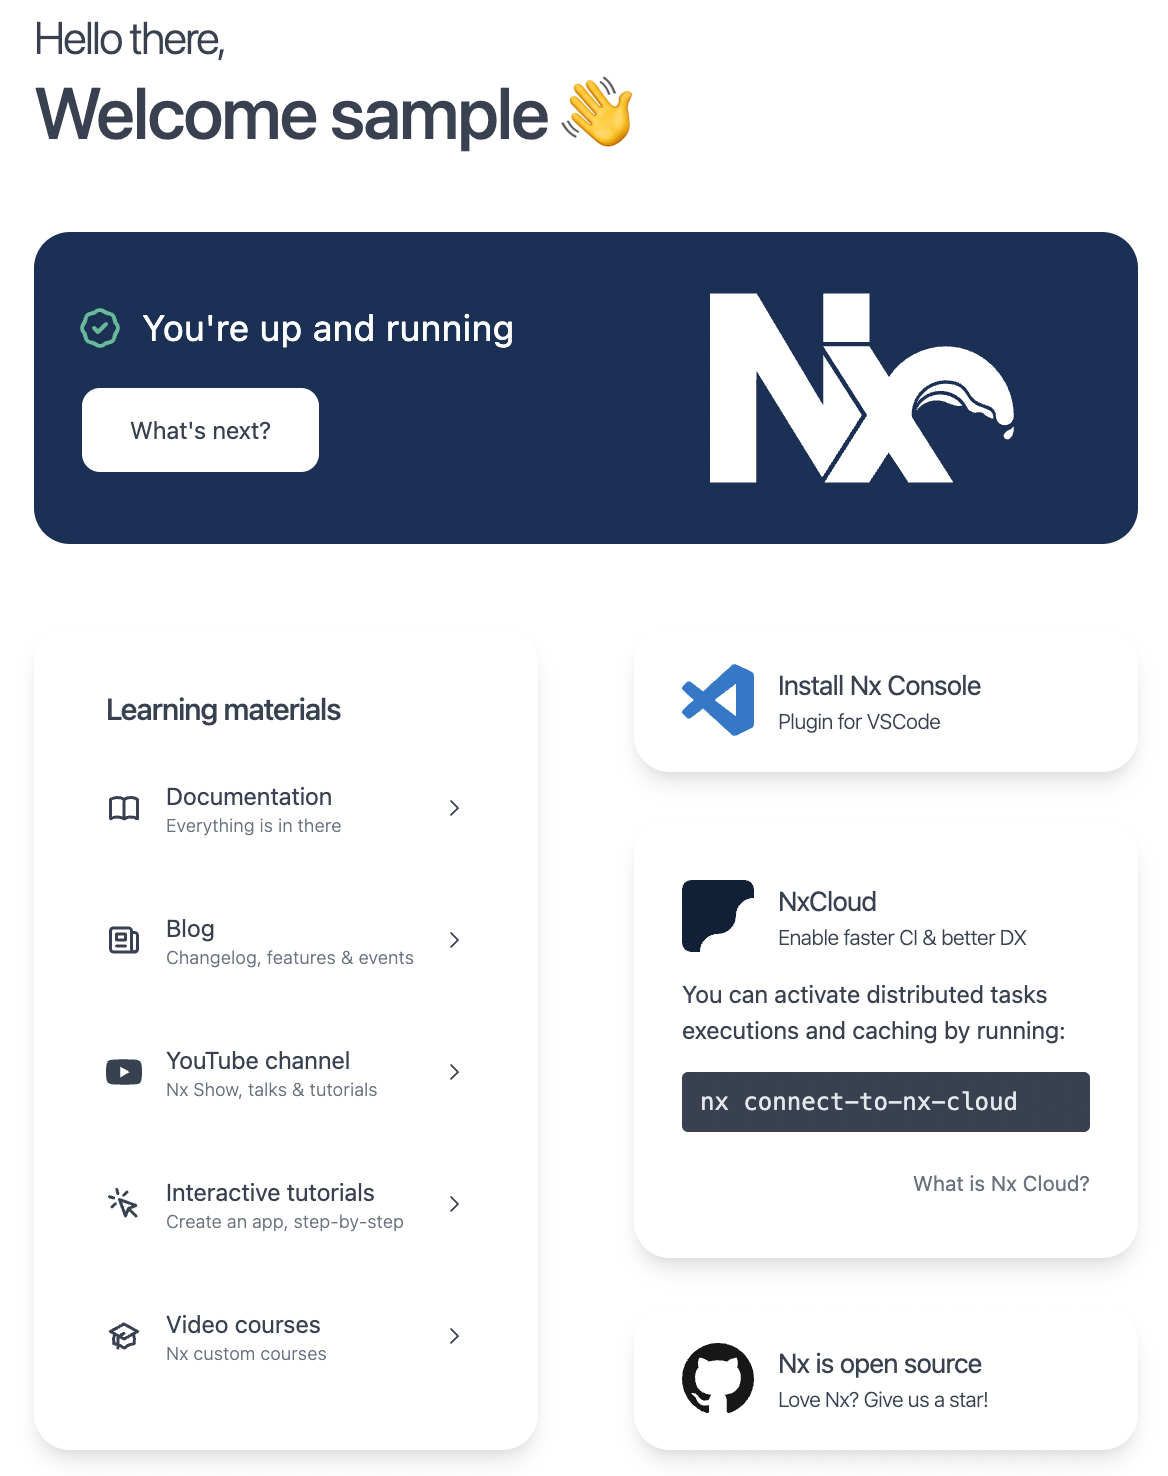 Hello there,
Welcome sample 👋
You're up and running
What's next?
Nx
Learning materials
Documentation
Everything is in there
Blog
Changelog, features & events
YouTube channel
Nx Show, talks & tutorials
Interactive tutorials
Create an app, step-by-step
Video courses
Nx custom courses
Install Nx Console
Plugin for VSCode
NxCloud
Enable faster CI & better DX
You can activate distributed tasks
executions and caching by running:
nx connect-to-nx-cloud
What is Nx Cloud?
Nx is open source
Love Nx? Give us a star!